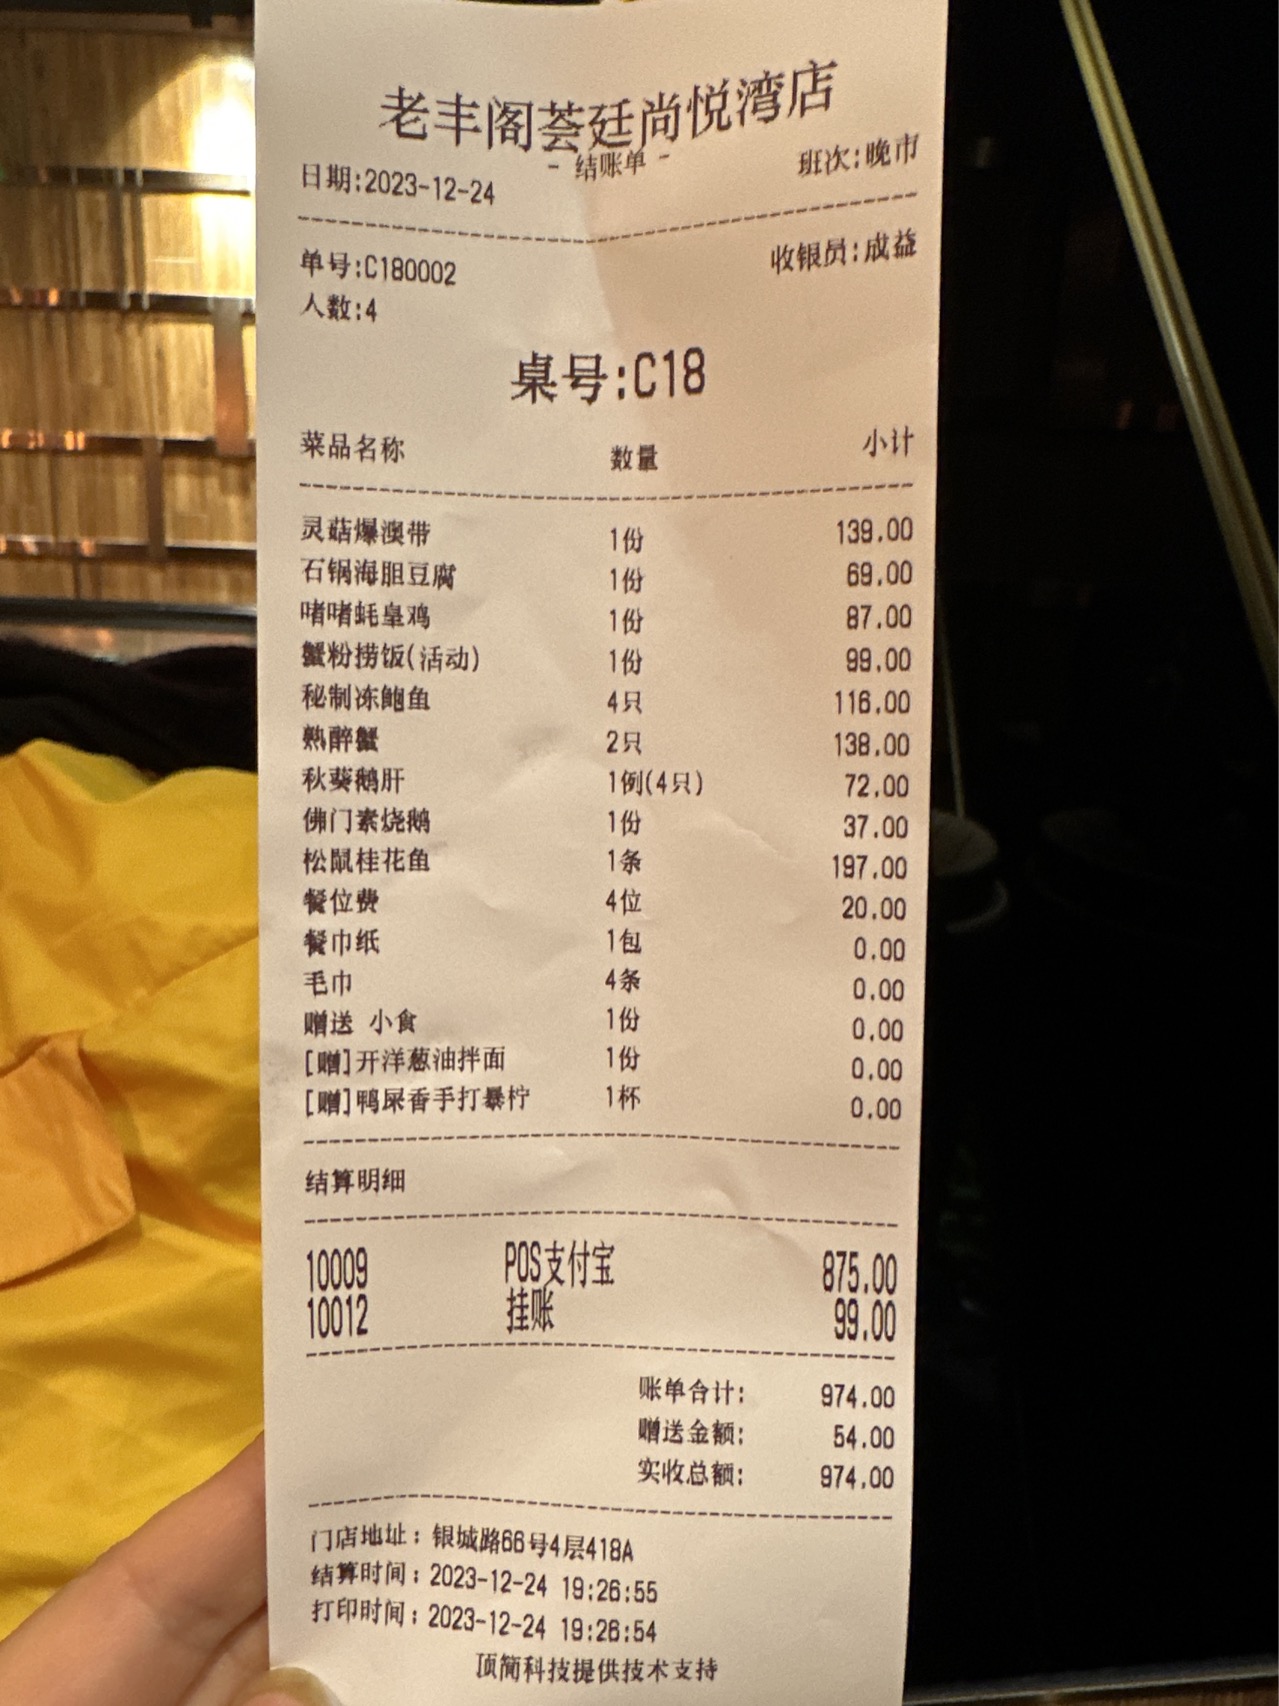 老丰阁荟廷尚悦湾店
- 结账单 -
日期:2023-12-24 班次:晚市
单号:C180002 收银员:成益
人数:4
桌号:C18
菜品名称 数量 小计
灵菇爆澳带 1份 139.00
石锅海胆豆腐 1份 69.00
啫啫蚝皇鸡 1份 87.00
蟹粉捞饭(活动) 1份 99.00
秘制冻鲍鱼 4只 116.00
熟醉蟹 2只 138.00
秋葵鹅肝 1例(4只) 72.00
佛门素烧鹅 1份 37.00
松鼠桂花鱼 1条 197.00
餐位费 4位 20.00
餐巾纸 1包 0.00
毛巾 4条 0.00
赠送 小食 1份 0.00
[赠]开洋葱油拌面 1份 0.00
[赠]鸭屎香手打暴柠 1杯 0.00
结算明细
10009 POS支付宝 875.00
10012 挂账 99.00
账单合计: 974.00
赠送金额: 54.00
实收总额: 974.00
门店地址: 银城路66号4层418A
结算时间: 2023-12-24 19:26:55
打印时间: 2023-12-24 19:26:54
顶简科技提供技术支持